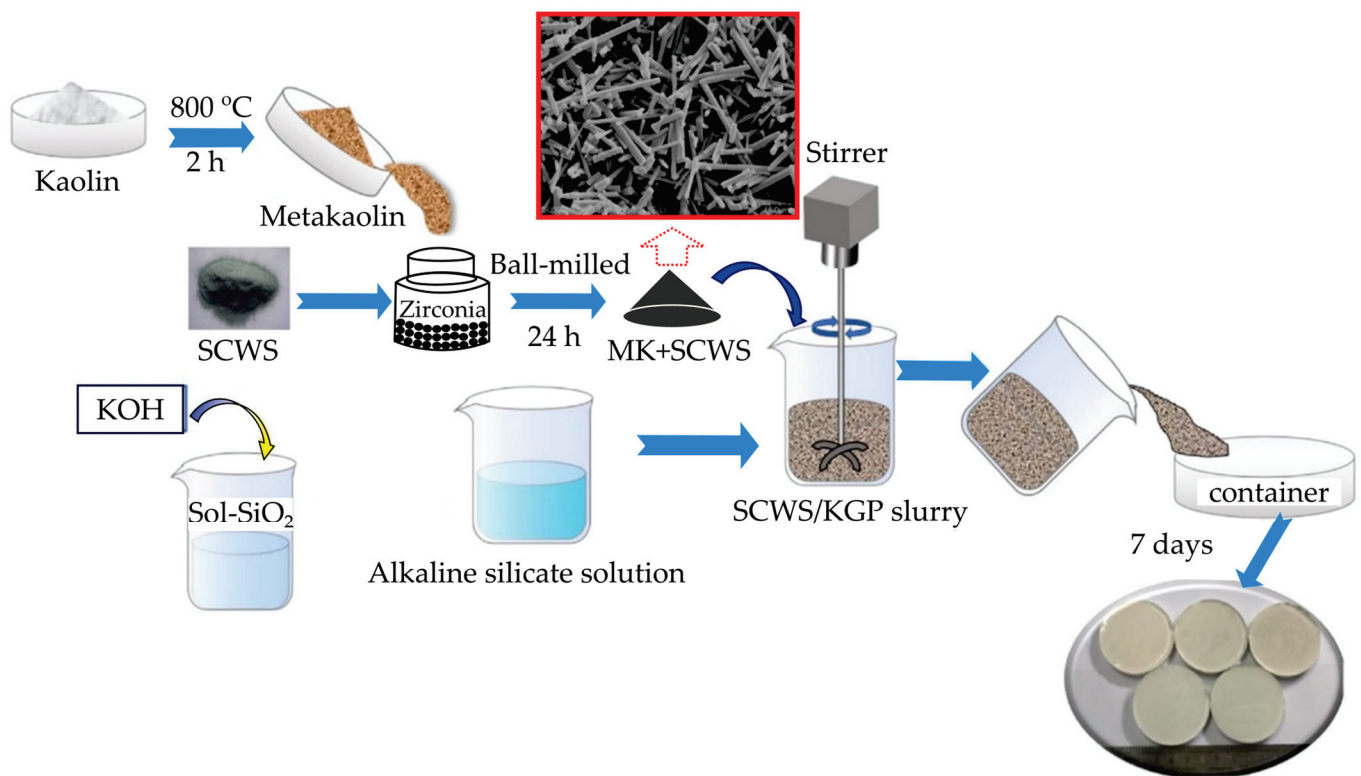 800 ºC
2 h
Kaolin
Metakaolin
Stirrer
SCWS
Zirconia
Ball-milled
24 h
MK+SCWS
KOH
Sol-SiO₂
Alkaline silicate solution
SCWS/KGP slurry
container
7 days